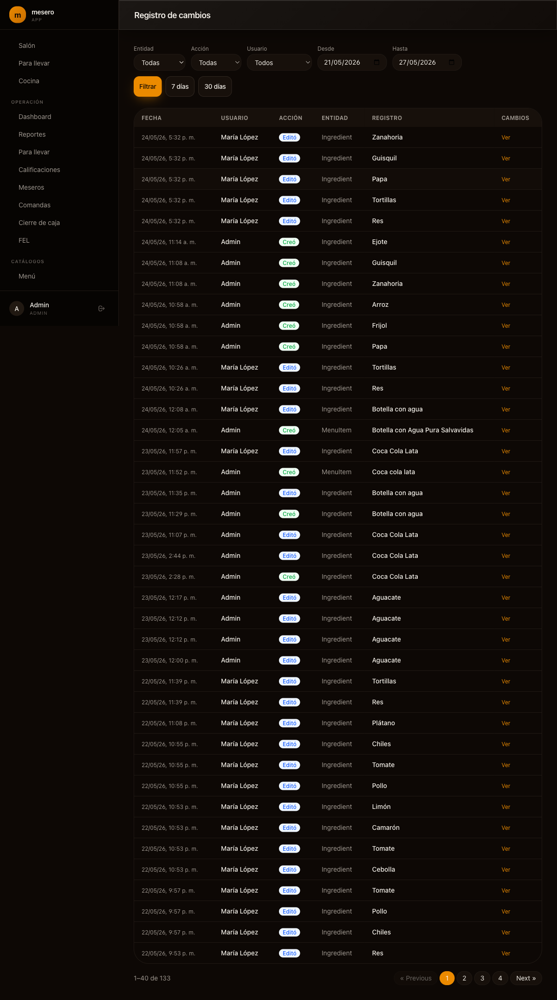 m mesero
APP
Salón
Para llevar
Cocina
OPERACIÓN
Dashboard
Reportes
Para llevar
Calificaciones
Meseros
Comandas
Cierre de caja
FEL
CATÁLOGOS
Menú
A Admin
ADMIN
Registro de cambios
Entidad Acción Usuario Desde Hasta
Todas Todas Todos 21/05/2026 27/05/2026
Filtrar 7 días 30 días
FECHA USUARIO ACCIÓN ENTIDAD REGISTRO CAMBIOS
24/05/26, 5:32 p. m. María López Editó Ingredient Zanahoria Ver
24/05/26, 5:32 p. m. María López Editó Ingredient Guisquil Ver
24/05/26, 5:32 p. m. María López Editó Ingredient Papa Ver
24/05/26, 5:32 p. m. María López Editó Ingredient Tortillas Ver
24/05/26, 5:32 p. m. María López Editó Ingredient Res Ver
24/05/26, 11:14 a. m. Admin Creó Ingredient Ejote Ver
24/05/26, 11:08 a. m. Admin Creó Ingredient Guisquil Ver
24/05/26, 11:08 a. m. Admin Creó Ingredient Zanahoria Ver
24/05/26, 10:58 a. m. Admin Creó Ingredient Arroz Ver
24/05/26, 10:58 a. m. Admin Creó Ingredient Frijol Ver
24/05/26, 10:58 a. m. Admin Creó Ingredient Papa Ver
24/05/26, 10:26 a. m. María López Editó Ingredient Tortillas Ver
24/05/26, 10:26 a. m. María López Editó Ingredient Res Ver
24/05/26, 12:08 a. m. María López Editó Ingredient Botella con agua Ver
24/05/26, 12:05 a. m. Admin Creó MenuItem Botella con Agua Pura Salvavidas Ver
23/05/26, 11:57 p. m. María López Editó Ingredient Coca Cola Lata Ver
23/05/26, 11:52 p. m. Admin Creó MenuItem Coca cola lata Ver
23/05/26, 11:35 p. m. Admin Editó Ingredient Botella con agua Ver
23/05/26, 11:29 p. m. Admin Creó Ingredient Botella con agua Ver
23/05/26, 11:07 p. m. Admin Editó Ingredient Coca Cola Lata Ver
23/05/26, 2:44 p. m. Admin Editó Ingredient Coca Cola Lata Ver
23/05/26, 2:28 p. m. Admin Creó Ingredient Coca Cola Lata Ver
23/05/26, 12:17 p. m. Admin Editó Ingredient Aguacate Ver
23/05/26, 12:12 p. m. Admin Editó Ingredient Aguacate Ver
23/05/26, 12:12 p. m. Admin Editó Ingredient Aguacate Ver
23/05/26, 12:00 p. m. Admin Editó Ingredient Aguacate Ver
22/05/26, 11:39 p. m. María López Editó Ingredient Tortillas Ver
22/05/26, 11:39 p. m. María López Editó Ingredient Res Ver
22/05/26, 11:08 p. m. María López Editó Ingredient Plátano Ver
22/05/26, 10:55 p. m. María López Editó Ingredient Chiles Ver
22/05/26, 10:55 p. m. María López Editó Ingredient Tomate Ver
22/05/26, 10:55 p. m. María López Editó Ingredient Pollo Ver
22/05/26, 10:53 p. m. María López Editó Ingredient Limón Ver
22/05/26, 10:53 p. m. María López Editó Ingredient Camarón Ver
22/05/26, 10:53 p. m. María López Editó Ingredient Tomate Ver
22/05/26, 10:53 p. m. María López Editó Ingredient Cebolla Ver
22/05/26, 9:57 p. m. María López Editó Ingredient Tomate Ver
22/05/26, 9:57 p. m. María López Editó Ingredient Pollo Ver
22/05/26, 9:57 p. m. María López Editó Ingredient Chiles Ver
22/05/26, 9:53 p. m. María López Editó Ingredient Res Ver
1–40 de 133 « Previous 1 2 3 4 Next »